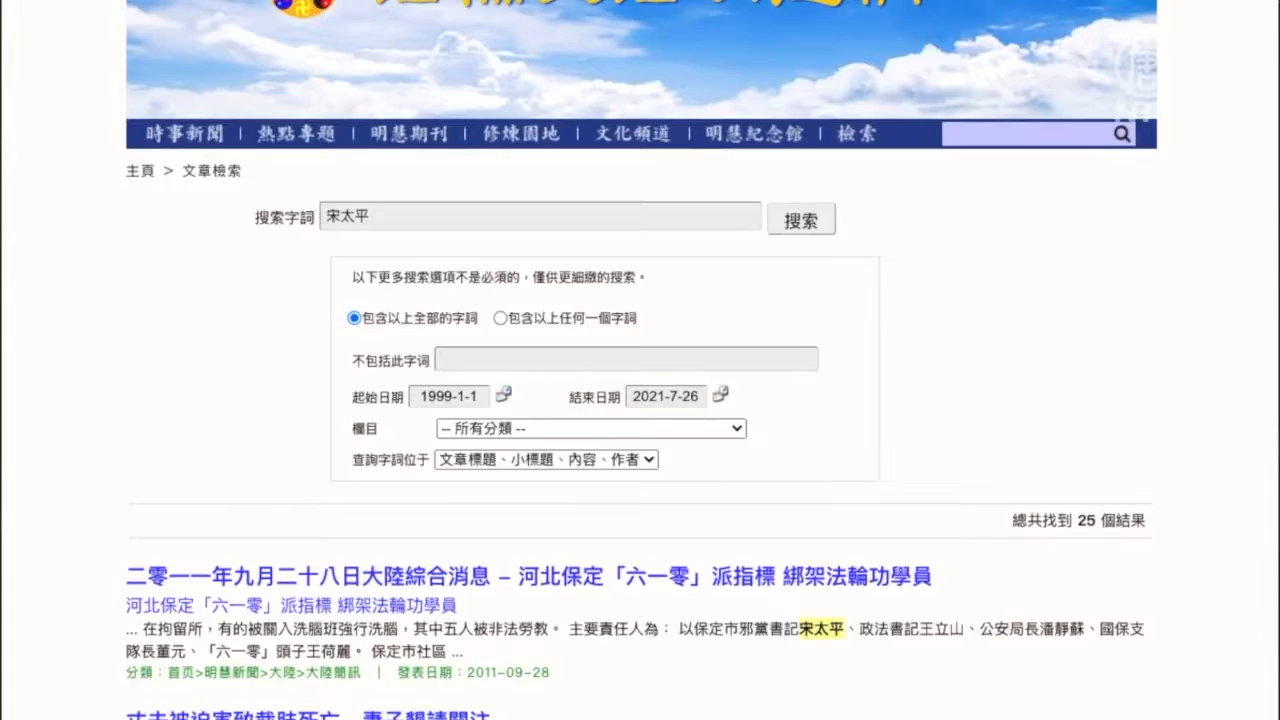 時事新聞 | 熱點專題 | 明慧期刊 | 修煉園地 | 文化頻道 | 明慧紀念館 | 檢索
主頁 > 文章檢索
搜索字詞 宋太平 搜索
以下更多搜索選項不是必須的，僅供更細緻的搜索。
包含以上全部的字詞 包含以上任何一個字詞
不包括此字词
起始日期 1999-1-1 結束日期 2021-7-26
欄目 -- 所有分類 --
查詢字詞位于 文章標題、小標題、內容、作者
總共找到 25 個結果
二零一一年九月二十八日大陸綜合消息 – 河北保定「六一零」派指標 綁架法輪功學員
河北保定「六一零」派指標 綁架法輪功學員
... 在拘留所，有的被關入洗腦班強行洗腦，其中五人被非法勞教。 主要責任人為： 以保定市邪黨書記宋太平、政法書記王立山、公安局長潘靜蘇、國保支
隊長董元、「六一零」頭子王荷麗。 保定市社區 ...
分類：首页>明慧新聞>大陸>大陸簡訊 | 發表日期：2011-09-28